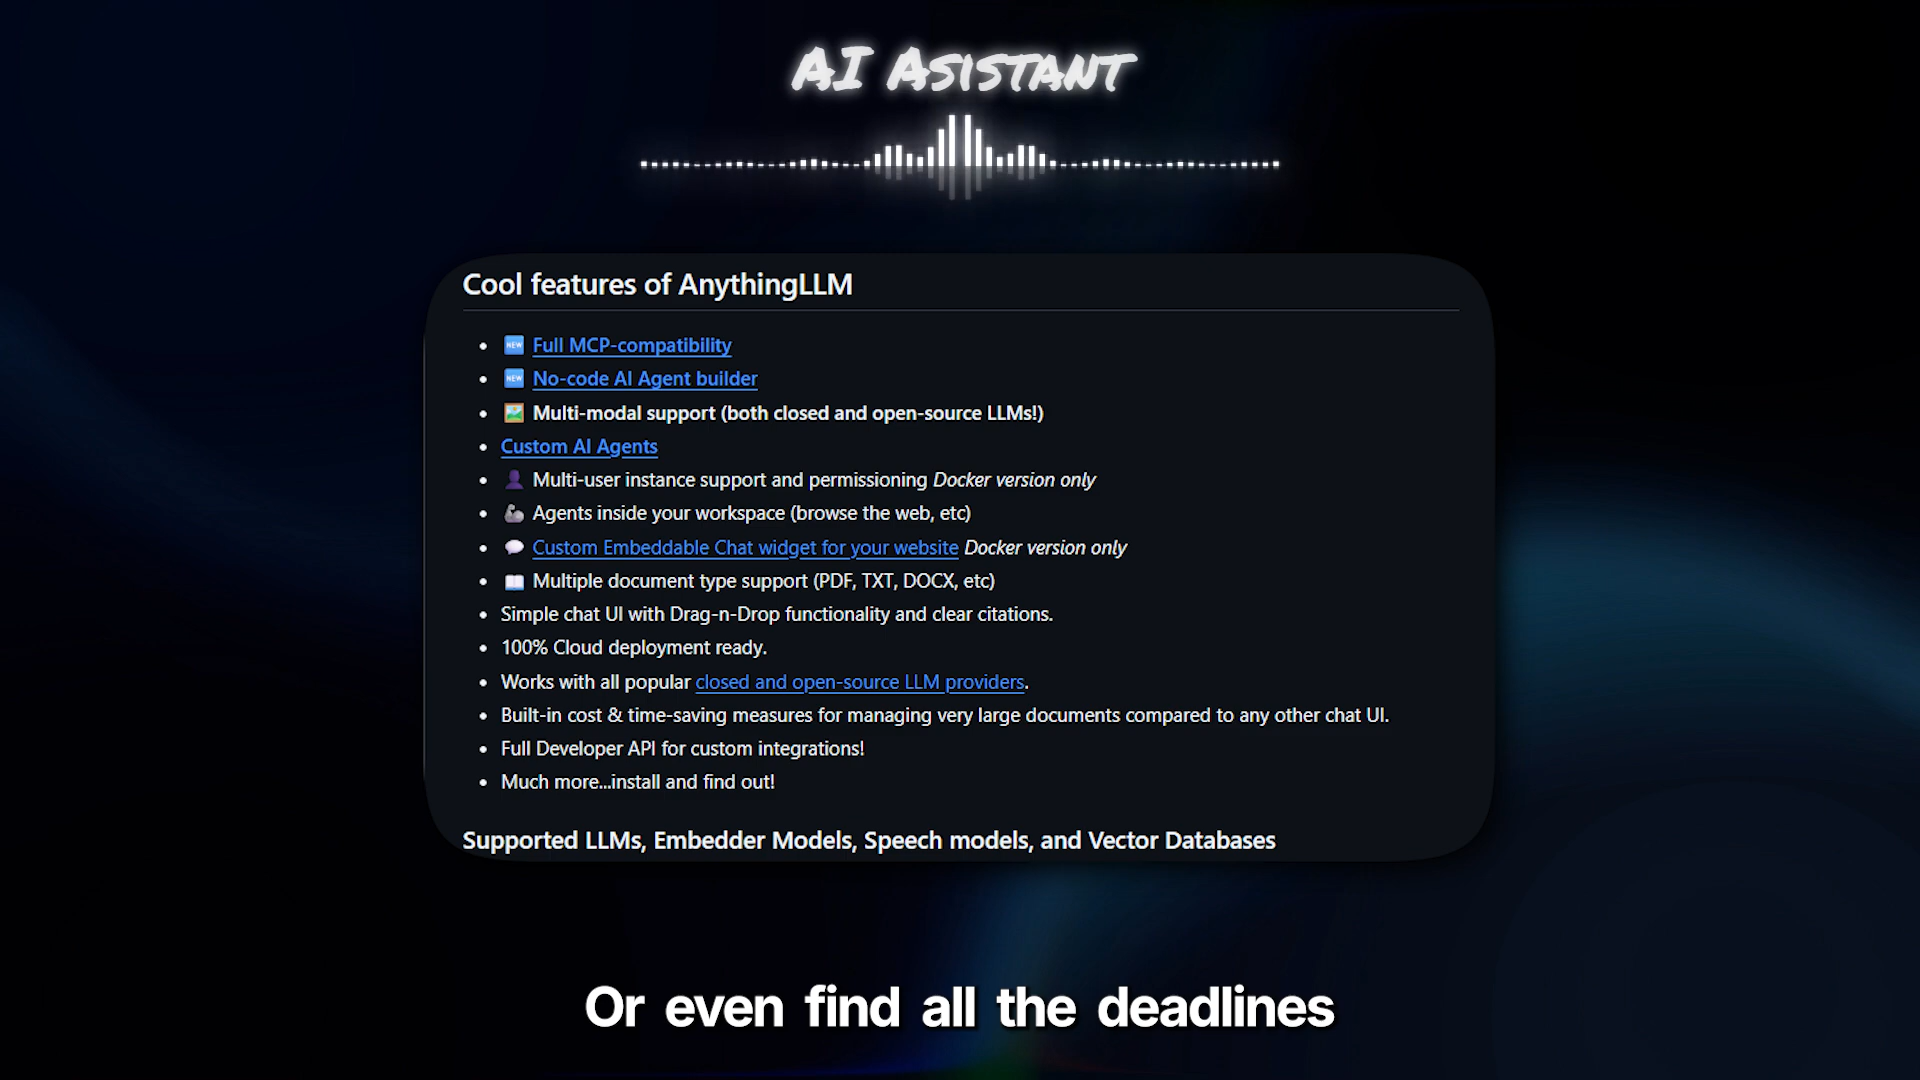 AI Asistant
Cool features of AnythingLLM
NEW Full MCP-compatibility
NEW No-code AI Agent builder
Multi-modal support (both closed and open-source LLMs!)
Custom AI Agents
Multi-user instance support and permissioning Docker version only
Agents inside your workspace (browse the web, etc)
Custom Embeddable Chat widget for your website Docker version only
Multiple document type support (PDF, TXT, DOCX, etc)
Simple chat UI with Drag-n-Drop functionality and clear citations.
100% Cloud deployment ready.
Works with all popular closed and open-source LLM providers.
Built-in cost & time-saving measures for managing very large documents compared to any other chat UI.
Full Developer API for custom integrations!
Much more...install and find out!
Supported LLMs, Embedder Models, Speech models, and Vector Databases
Or even find all the deadlines